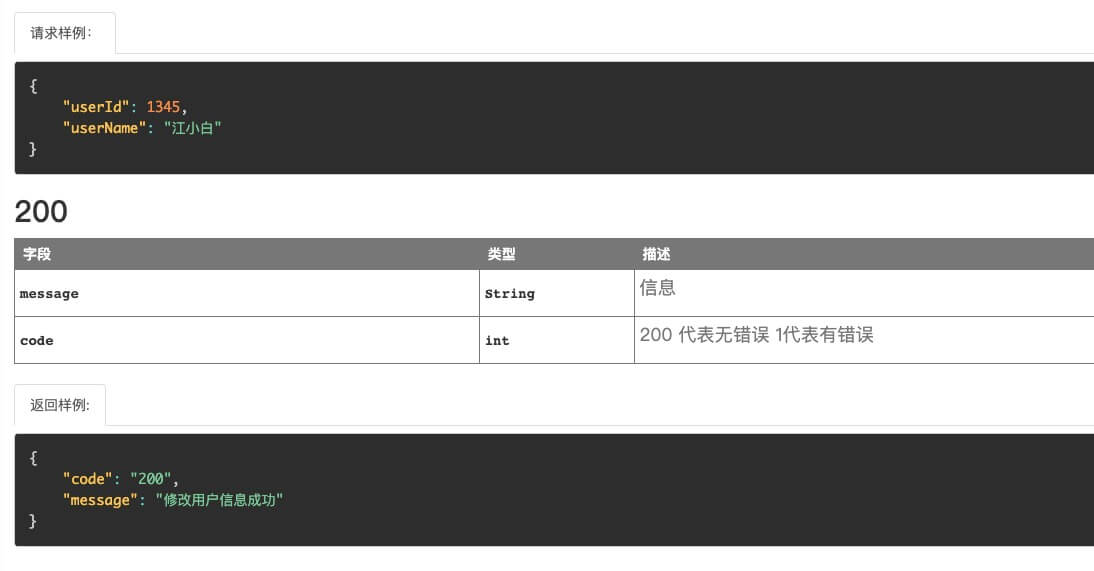 请求样例：
{
"userId": 1345,
"userName": "江小白"
}
200
字段 类型 描述
message String 信息
code int 200 代表无错误 1代表有错误
返回样例:
{
"code": "200",
"message": "修改用户信息成功"
}